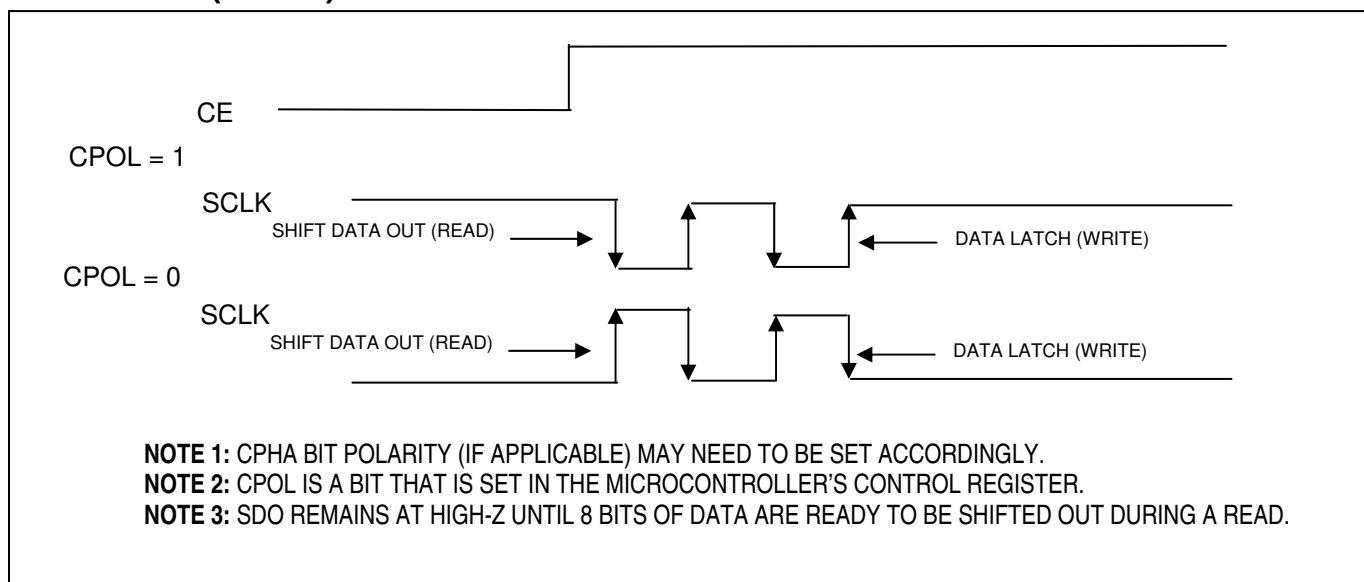 CE
CPOL = 1
SCLK
SHIFT DATA OUT (READ)
DATA LATCH (WRITE)
CPOL = 0
SCLK
SHIFT DATA OUT (READ)
DATA LATCH (WRITE)
NOTE 1: CPHA BIT POLARITY (IF APPLICABLE) MAY NEED TO BE SET ACCORDINGLY.
NOTE 2: CPOL IS A BIT THAT IS SET IN THE MICROCONTROLLER'S CONTROL REGISTER.
NOTE 3: SDO REMAINS AT HIGH-Z UNTIL 8 BITS OF DATA ARE READY TO BE SHIFTED OUT DURING A READ.